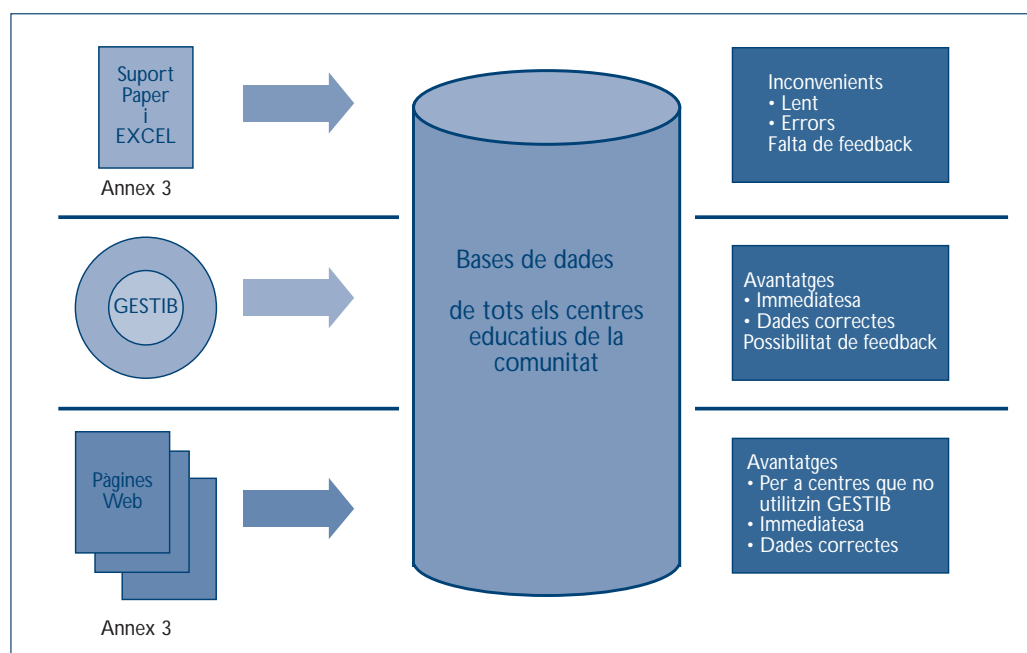 Suport
Paper
i
EXCEL
Annex 3
Inconvenients
• Lent
• Errors
Falta de feedback
GESTIB
Bases de dades
de tots els centres
educatius de la
comunitat
Avantatges
• Immediatesa
• Dades correctes
Possibilitat de feedback
Pàgines
Web
Annex 3
Avantatges
• Per a centres que no
utilitzin GESTIB
• Immediatesa
• Dades correctes